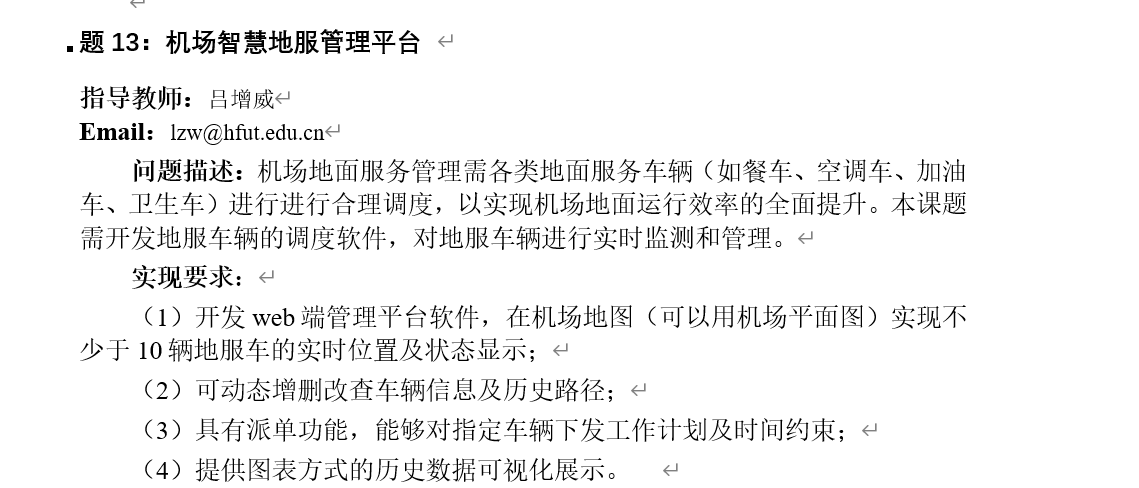 题 13：机场智慧地服管理平台
指导教师：吕增威
Email：lzw@hfut.edu.cn
问题描述：机场地面服务管理需各类地面服务车辆（如餐车、空调车、加油
车、卫生车）进行进行合理调度，以实现机场地面运行效率的全面提升。本课题
需开发地服车辆的调度软件，对地服车辆进行实时监测和管理。
实现要求：
（1）开发 web 端管理平台软件，在机场地图（可以用机场平面图）实现不
少于 10 辆地服车的实时位置及状态显示；
（2）可动态增删改查车辆信息及历史路径；
（3）具有派单功能，能够对指定车辆下发工作计划及时间约束；
（4）提供图表方式的历史数据可视化展示。